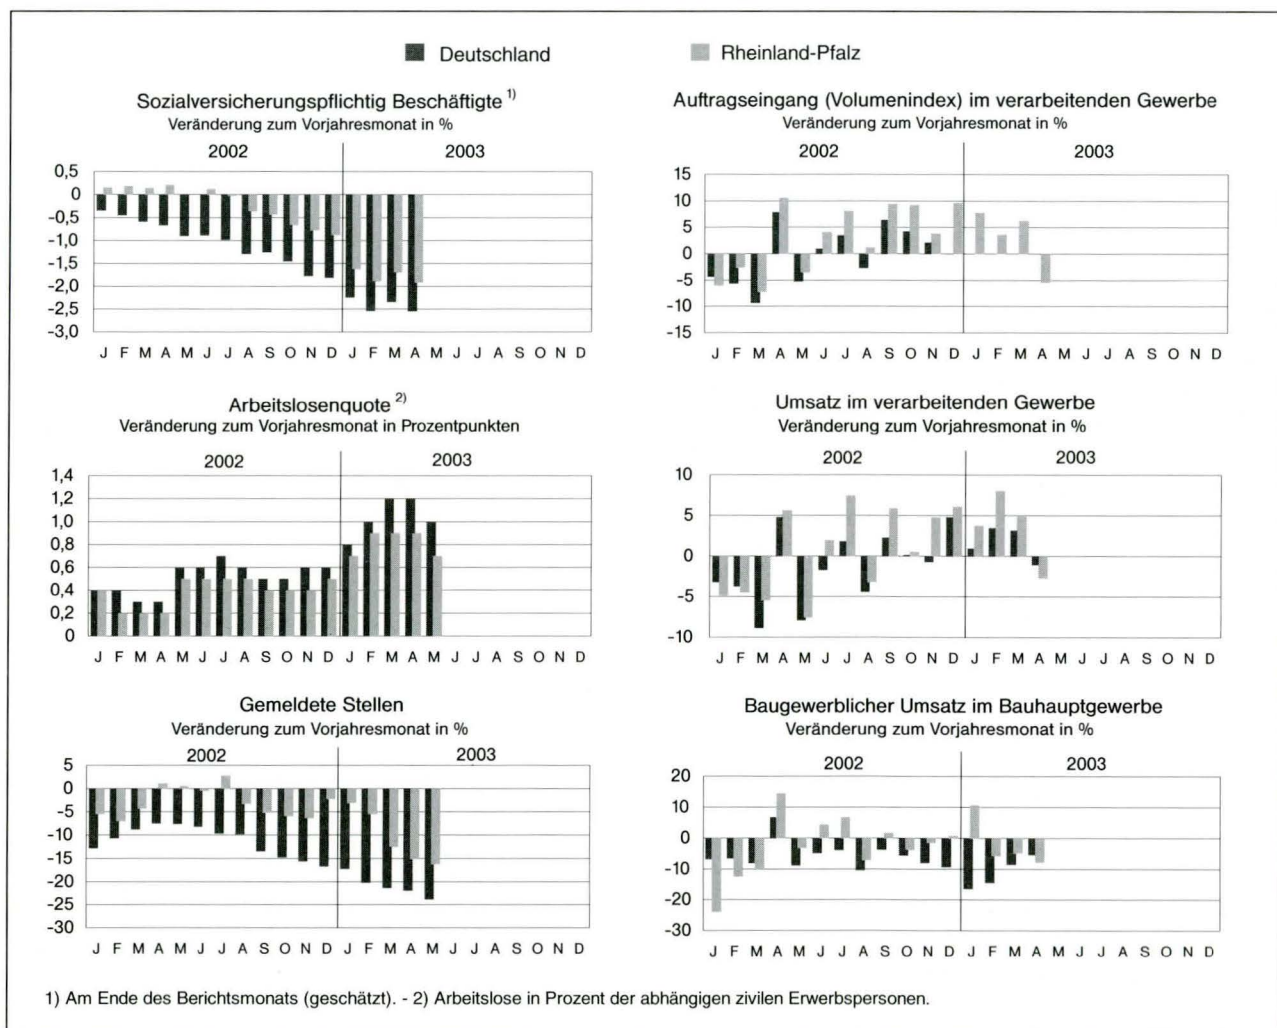 Deutschland
Rheinland-Pfalz
Sozialversicherungspflichtig Beschäftigte 1)
Veränderung zum Vorjahresmonat in %
2002 2003
0,5
0
-0,5
-1,0
-1,5
-2,0
-2,5
-3,0
J F M A M J J A S O N D J F M A M J J J A S O N D
Auftragseingang (Volumenindex) im verarbeitenden Gewerbe
Veränderung zum Vorjahresmonat in %
2002 2003
15
10
5
0
-5
-10
-15
J F M A M J J A S O N D J F M A M J J A S O N D
Arbeitslosenquote 2)
Veränderung zum Vorjahresmonat in Prozentpunkten
2002 2003
1,4
1,2
1,0
0,8
0,6
0,4
0,2
0
J F M A M J J A S O N D J F M A M J J A S O N D
Umsatz im verarbeitenden Gewerbe
Veränderung zum Vorjahresmonat in %
2002 2003
10
5
0
-5
-10
J F M A M J J A S O N D J F M A M J J A S O N D
Gemeldete Stellen
Veränderung zum Vorjahresmonat in %
2002 2003
5
0
-5
-10
-15
-20
-25
-30
J F M A M J J A S O N D J F M A M J J A S O N D
Baugewerblicher Umsatz im Bauhauptgewerbe
Veränderung zum Vorjahresmonat in %
2002 2003
20
10
0
-10
-20
-30
J F M A M J J A S O N D J F M A M J J A S O N D
1) Am Ende des Berichtsmonats (geschätzt). - 2) Arbeitslose in Prozent der abhängigen zivilen Erwerbspersonen.